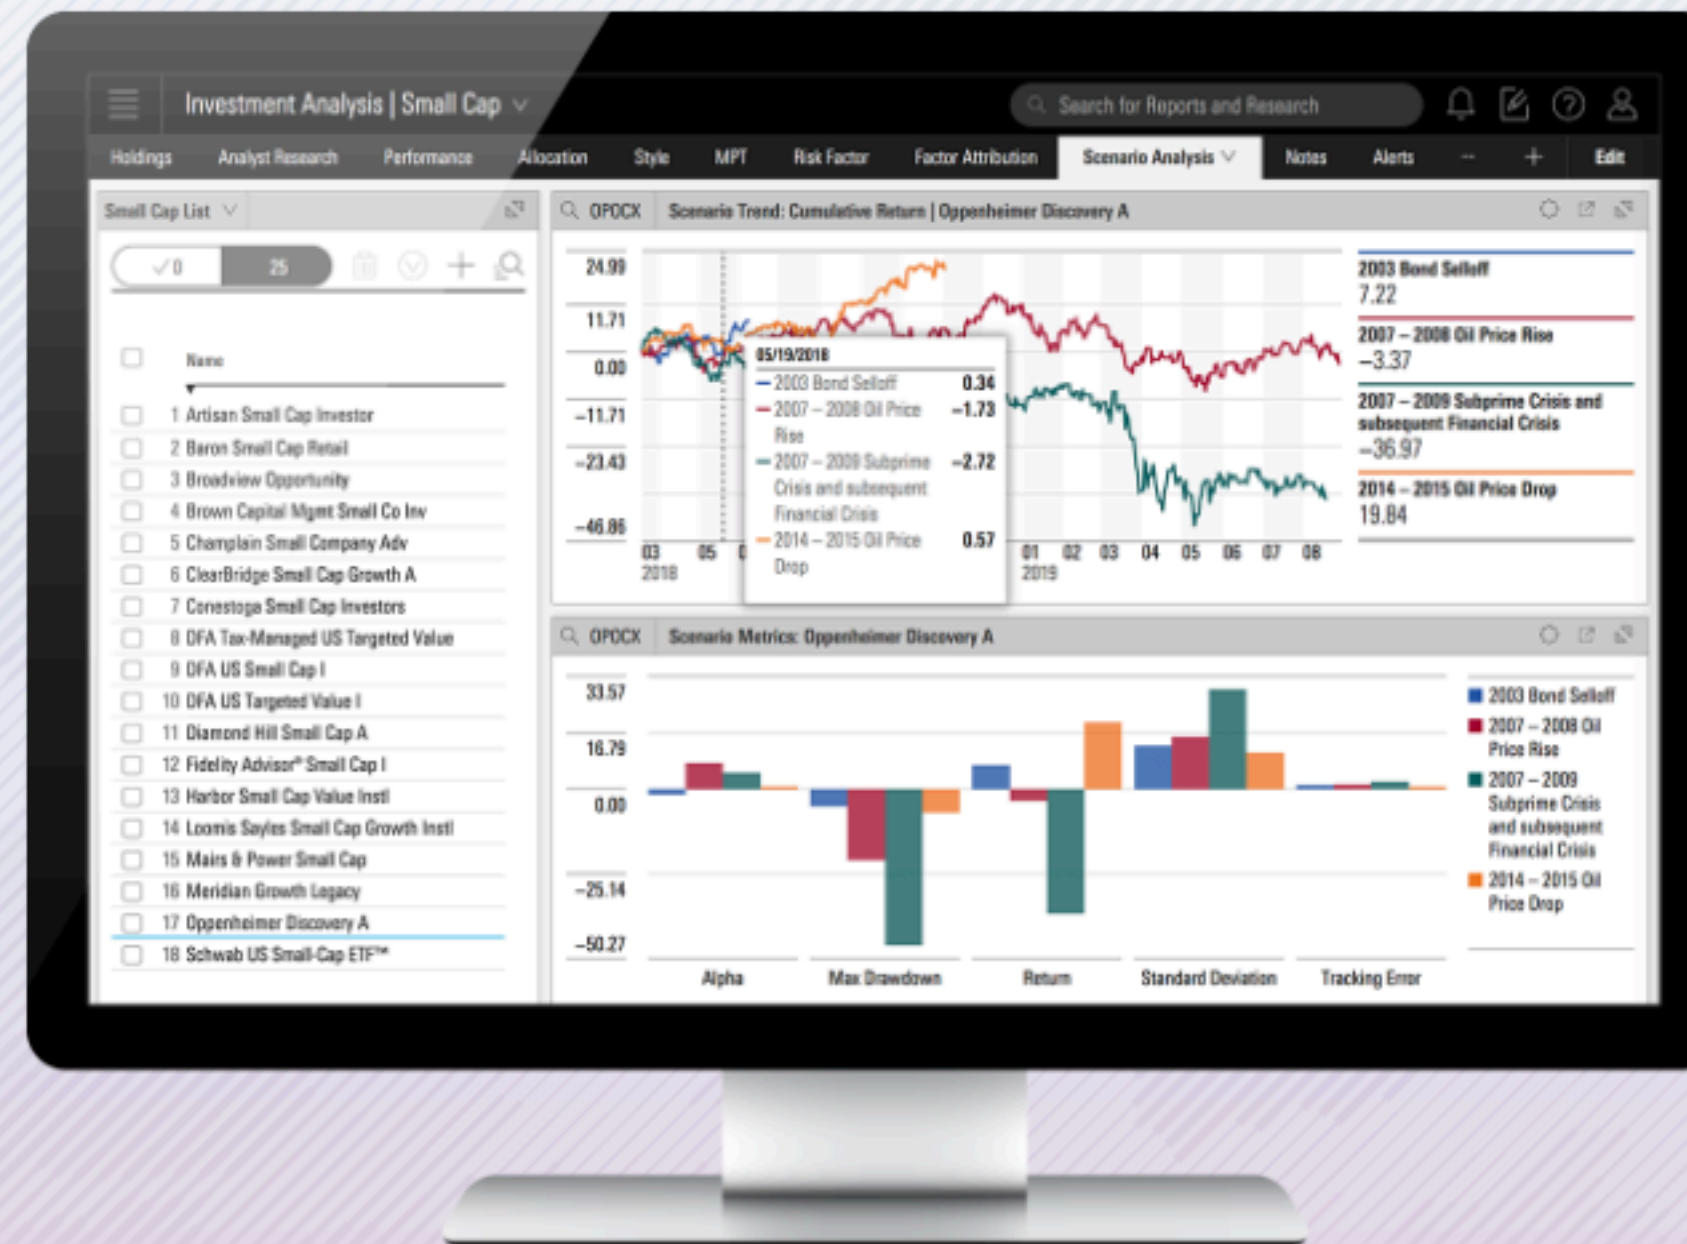 Investment Analysis | Small Cap
Search for Reports and Research
Holdings Analyst Research Performance Allocation Style MPT Risk Factor Factor Attribution Scenario Analysis Notes Alerts Edit
Small Cap List
0 25
Name
1 Artisan Small Cap Investor
2 Baron Small Cap Retail
3 Broadview Opportunity
4 Brown Capital Mgmt Small Co Inv
5 Champlain Small Company Adv
6 ClearBridge Small Cap Growth A
7 Conestoga Small Cap Investors
8 DFA Tax-Managed US Targeted Value
9 DFA US Small Cap I
10 DFA US Targeted Value I
11 Diamond Hill Small Cap A
12 Fidelity Advisor® Small Cap I
13 Harbor Small Cap Value Instl
14 Loomis Sayles Small Cap Growth Instl
15 Mairs & Power Small Cap
16 Meridian Growth Legacy
17 Oppenheimer Discovery A
18 Schwab US Small-Cap ETF™
OPOCX Scenario Trend: Cumulative Return | Oppenheimer Discovery A
24.99
11.71
0.00
−11.71
−23.43
−46.86
03 05 01 02 03 04 05 06 07 08
2018 2019
05/19/2018
2003 Bond Selloff 0.34
2007 – 2008 Oil Price −1.73
Rise
2007 – 2009 Subprime −2.72
Crisis and subsequent
Financial Crisis
2014 – 2015 Oil Price 0.57
Drop
2003 Bond Selloff
7.22
2007 – 2008 Oil Price Rise
−3.37
2007 – 2009 Subprime Crisis and
subsequent Financial Crisis
−36.97
2014 – 2015 Oil Price Drop
19.84
OPOCX Scenario Metrics: Oppenheimer Discovery A
33.57
16.79
0.00
−25.14
−50.27
Alpha Max Drawdown Return Standard Deviation Tracking Error
2003 Bond Selloff
2007 – 2008 Oil
Price Rise
2007 – 2009
Subprime Crisis
and subsequent
Financial Crisis
2014 – 2015 Oil
Price Drop